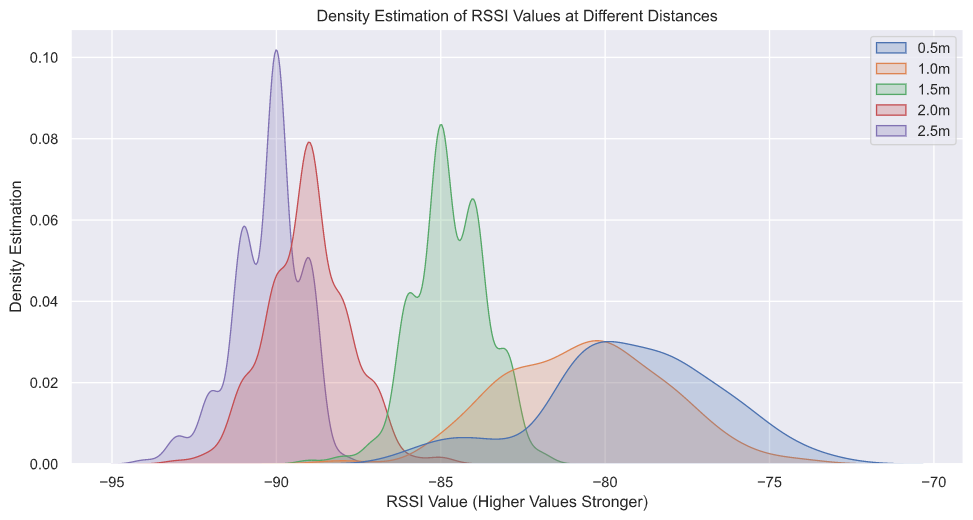 Density Estimation of RSSI Values at Different Distances
0.5m
1.0m
1.5m
2.0m
2.5m
Density Estimation
0.10
0.08
0.06
0.04
0.02
0.00
−95
−90
−85
−80
−75
−70
RSSI Value (Higher Values Stronger)